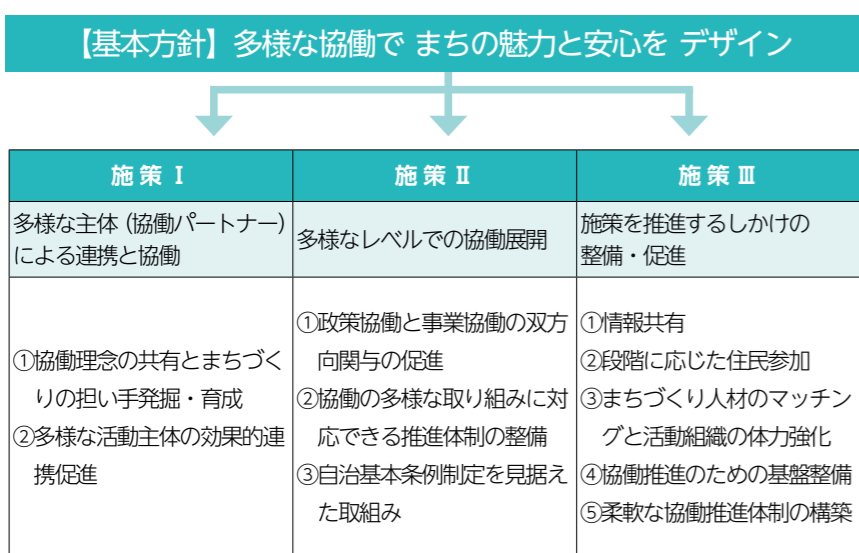 【基本方針】多様な協働で まちの魅力と安心を デザイン
施策 Ⅰ
多様な主体（協働パートナー）
による連携と協働
①協働理念の共有とまちづく
りの担い手発掘・育成
②多様な活動主体の効果的連
携促進
施策 Ⅱ
多様なレベルでの協働展開
①政策協働と事業協働の双方
向関与の促進
②協働の多様な取り組みに対
応できる推進体制の整備
③自治基本条例制定を見据え
た取組み
施策 Ⅲ
施策を推進するしかけの
整備・促進
①情報共有
②段階に応じた住民参加
③まちづくり人材のマッチン
グと活動組織の体力強化
④協働推進のための基盤整備
⑤柔軟な協働推進体制の構築